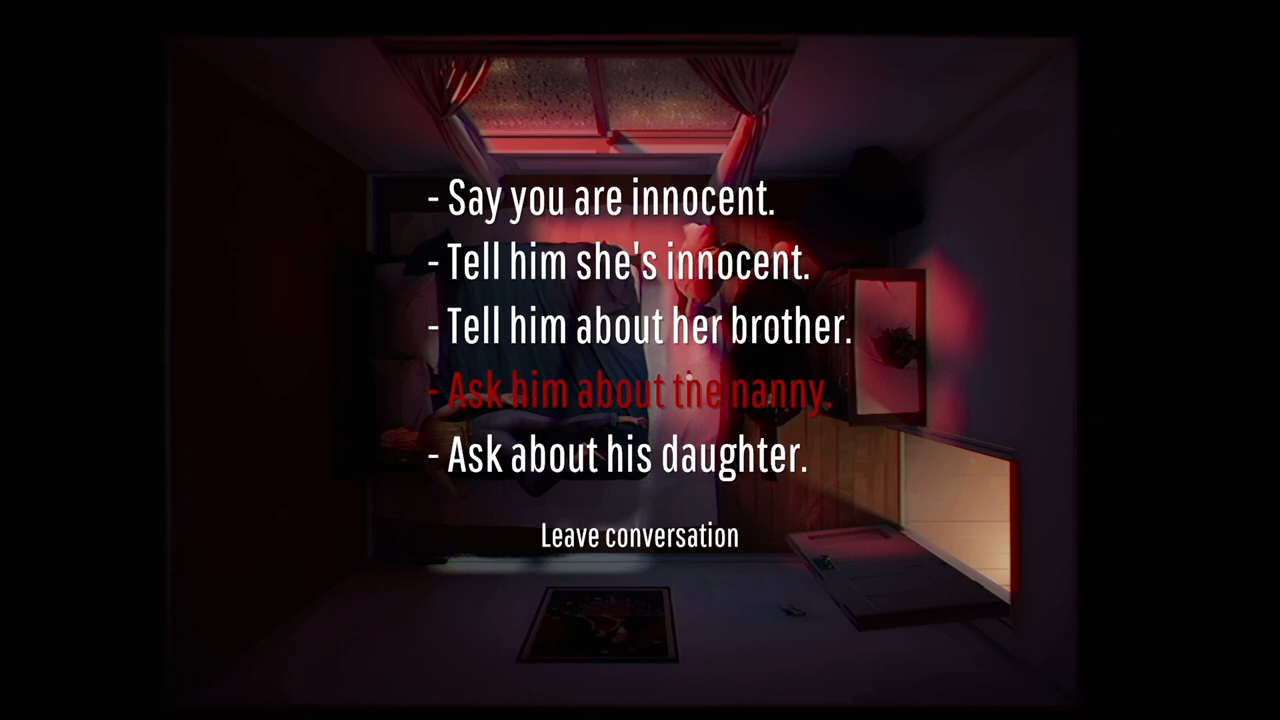 - Say you are innocent.
- Tell him she's innocent.
- Tell him about her brother.
- Ask him about the nanny.
- Ask about his daughter.
Leave conversation